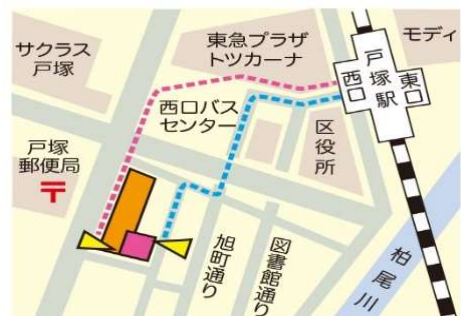 サクラス
戸塚
東急プラザ
トツカーナ
モディ
戸塚駅
西口
東口
西口バス
センター
区役所
戸塚
郵便局
〒
旭町通り
図書館通り
柏尾川